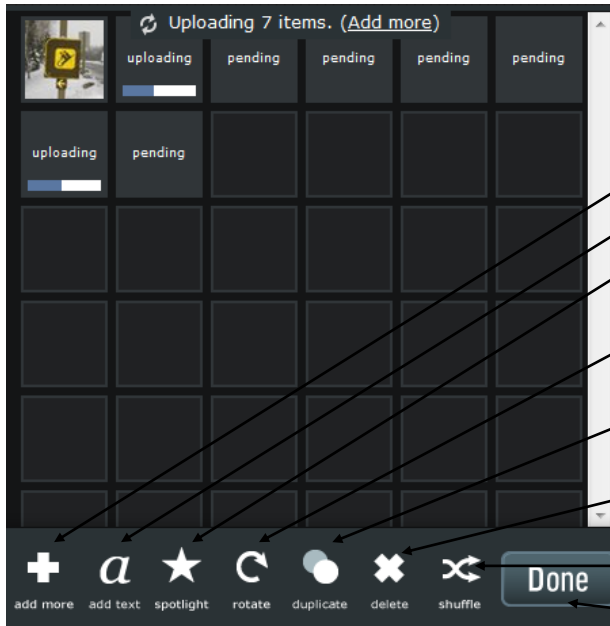 Uploading 7 items. (Add more)
uploading pending pending pending pending
uploading pending
a
add more add text spotlight rotate duplicate delete shuffle
Done